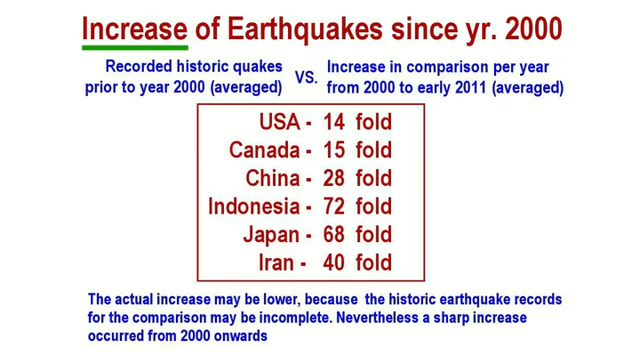 Increase of Earthquakes since yr. 2000
Recorded historic quakes
prior to year 2000 (averaged)
VS.
Increase in comparison per year
from 2000 to early 2011 (averaged)
USA - 14 fold
Canada - 15 fold
China - 28 fold
Indonesia - 72 fold
Japan - 68 fold
Iran - 40 fold
The actual increase may be lower, because the historic earthquake records
for the comparison may be incomplete. Nevertheless a sharp increase
occurred from 2000 onwards